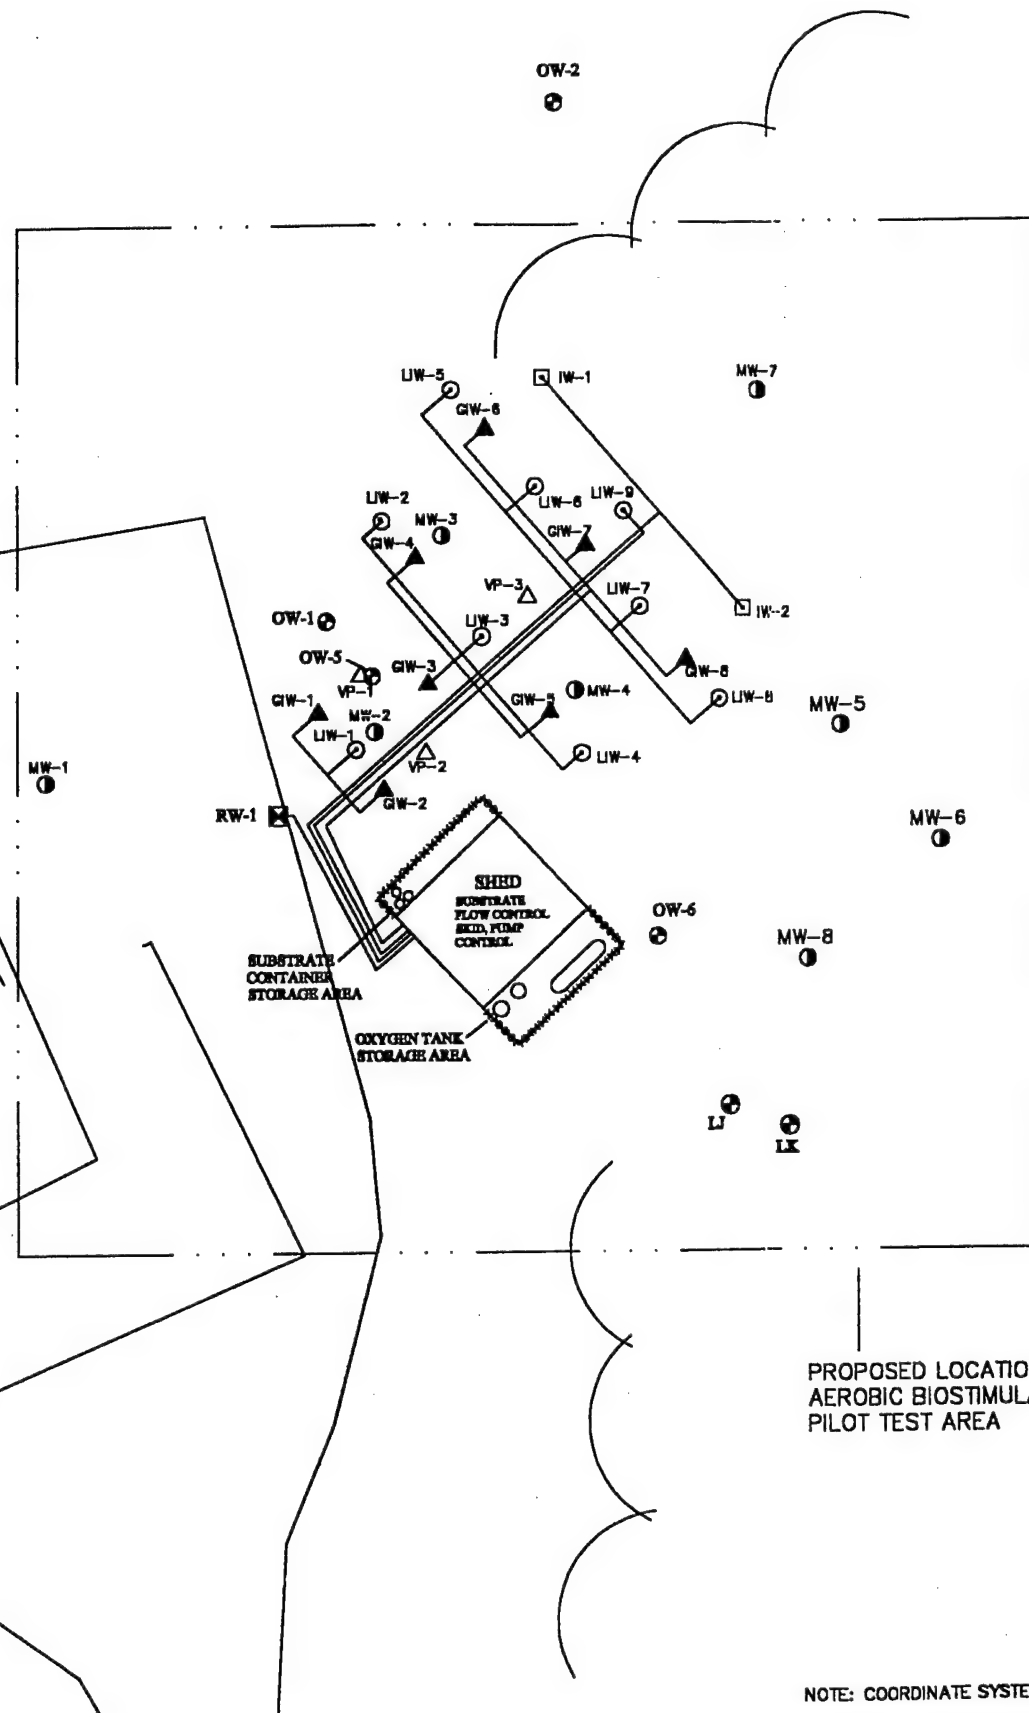 OW-2
LIW-5
IW-1
MW-7
GIW-6
LIW-6
LIW-9
LIW-2
MW-3
GIW-7
GIW-4
VP-3
LIW-7
IW-2
OW-1
LIW-3
OW-5
GIW-3
GIW-8
VP-1
MW-4
GIW-1
GIW-5
LIW-8
MW-5
MW-2
LIW-1
LIW-4
VP-2
MW-1
GIW-2
RW-1
MW-6
SHED
SUBSTRATE
FLOW CONTROL
SKID, PUMP
CONTROL
OW-6
MW-8
SUBSTRATE
CONTAINER
STORAGE AREA
OXYGEN TANK
STORAGE AREA
LJ
LK
PROPOSED LOCATIO
AEROBIC BIOSTIMULA
PILOT TEST AREA
NOTE: COORDINATE SYSTE